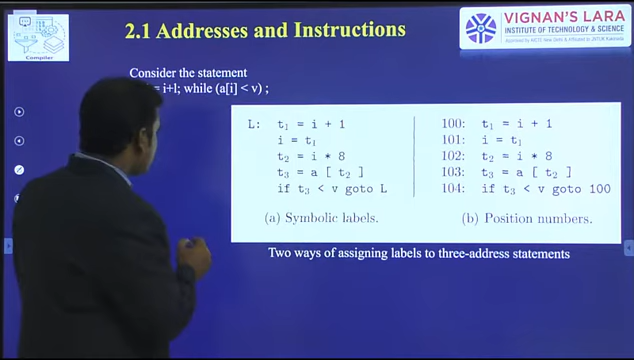 2.1 Addresses and Instructions
VIGNAN'S LARA
INSTITUTE OF TECHNOLOGY & SCIENCE
Compiler
Consider the statement
= i+1; while (a[i] < v) ;
L: t₁ = i + 1
i = t₁
t₂ = i * 8
t₃ = a [ t₂ ]
if t₃ < v goto L
(a) Symbolic labels.
100: t₁ = i + 1
101: i = t₁
102: t₂ = i * 8
103: t₃ = a [ t₂ ]
104: if t₃ < v goto 100
(b) Position numbers.
Two ways of assigning labels to three-address statements